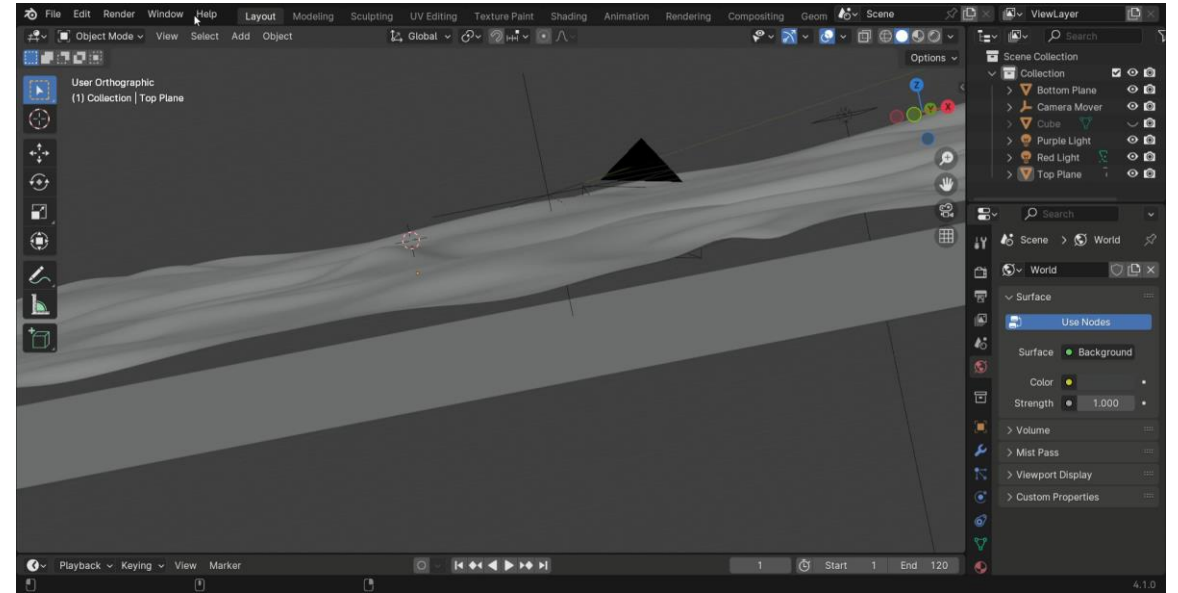 File Edit Render Window Help Layout Modeling Sculpting UV Editing Texture Paint Shading Animation Rendering Compositing Geom Scene ViewLayer
Object Mode View Select Add Object Global Search
Options
User Orthographic
(1) Collection | Top Plane
Z
Y
X
Scene Collection
Collection
Bottom Plane
Camera Mover
Cube
Purple Light
Red Light
Top Plane
Search
Scene > World
World
Surface
Use Nodes
Surface Background
Color
Strength 1.000
Volume
Mist Pass
Viewport Display
Custom Properties
Playback Keying View Marker 1 Start 1 End 120
4.1.0